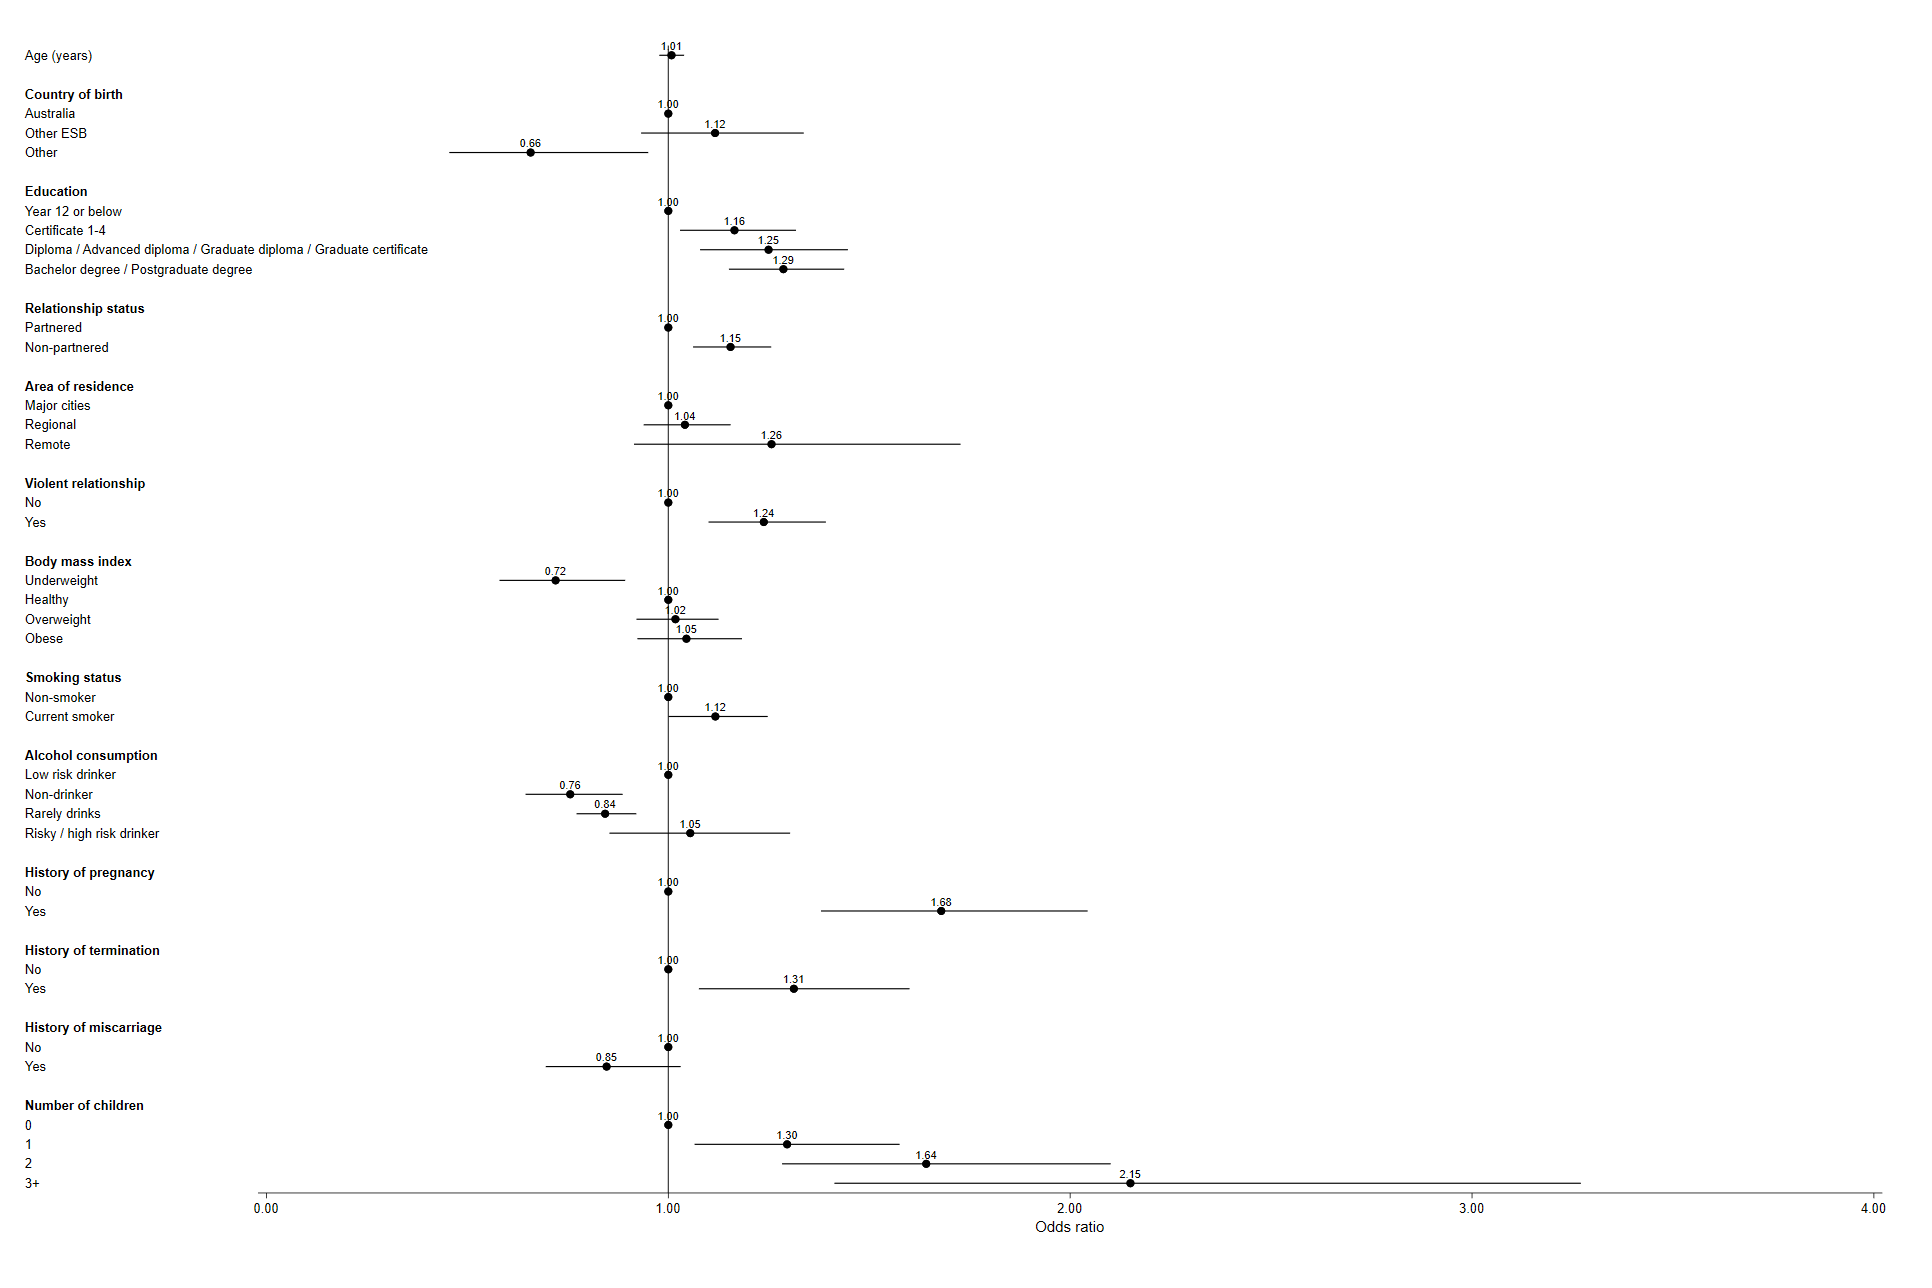 1.01
Age (years)
Country of birth
1.00
Australia
1.12
Other ESB
0.66
Other
Education
1.00
Year 12 or below
1.16
Certificate 1-4
1.25
Diploma / Advanced diploma / Graduate diploma / Graduate certificate
1.29
Bachelor degree / Postgraduate degree
Relationship status
1.00
Partnered
1.15
Non-partnered
Area of residence
1.00
Major cities
1.04
Regional
1.26
Remote
Violent relationship
1.00
No
1.24
Yes
Body mass index
0.72
Underweight
1.00
Healthy
1.02
Overweight
1.05
Obese
Smoking status
1.00
Non-smoker
1.12
Current smoker
Alcohol consumption
1.00
Low risk drinker
0.76
Non-drinker
0.84
Rarely drinks
1.05
Risky / high risk drinker
History of pregnancy
1.00
No
1.68
Yes
History of termination
1.00
No
1.31
Yes
History of miscarriage
1.00
No
0.85
Yes
Number of children
1.00
0
1.30
1
1.64
2
2.15
3+
0.00 1.00 2.00 3.00 4.00
Odds ratio